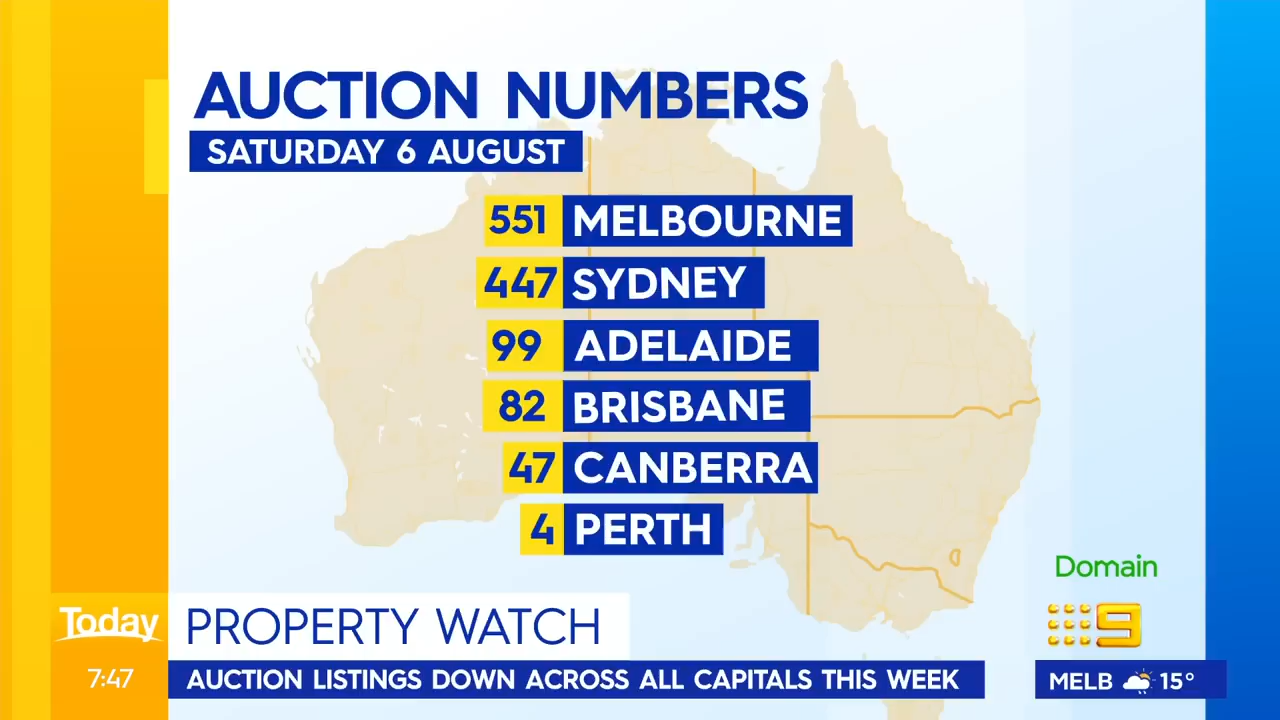 AUCTION NUMBERS
SATURDAY 6 AUGUST
551 MELBOURNE
447 SYDNEY
99 ADELAIDE
82 BRISBANE
47 CANBERRA
4 PERTH
Domain
9
Today
PROPERTY WATCH
7:47
AUCTION LISTINGS DOWN ACROSS ALL CAPITALS THIS WEEK
MELB 15°